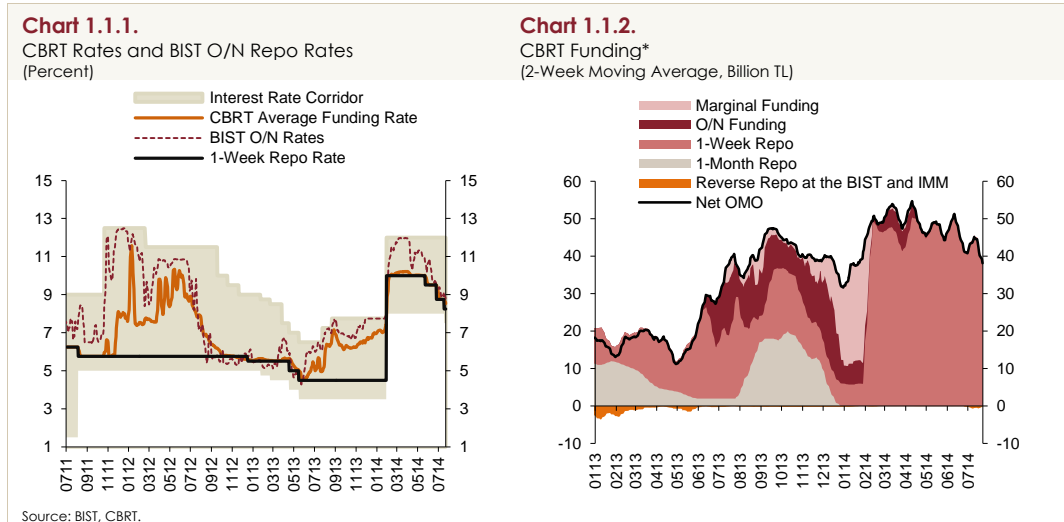 Chart 1.1.1.
CBRT Rates and BIST O/N Repo Rates
(Percent)
Interest Rate Corridor
CBRT Average Funding Rate
BIST O/N Rates
1-Week Repo Rate
15 15
13 13
11 11
9 9
7 7
5 5
3 3
1 1
0711 0911 1111 0112 0312 0512 0712 0912 1112 0113 0313 0513 0713 0913 1113 0114 0314 0514 0714
Source: BIST, CBRT.
Chart 1.1.2.
CBRT Funding*
(2-Week Moving Average, Billion TL)
Marginal Funding
O/N Funding
1-Week Repo
1-Month Repo
Reverse Repo at the BIST and IMM
Net OMO
60 60
50 50
40 40
30 30
20 20
10 10
0 0
-10 -10
0113 0213 0313 0413 0513 0613 0713 0813 0913 1013 1113 1213 0114 0214 0314 0414 0514 0614 0714